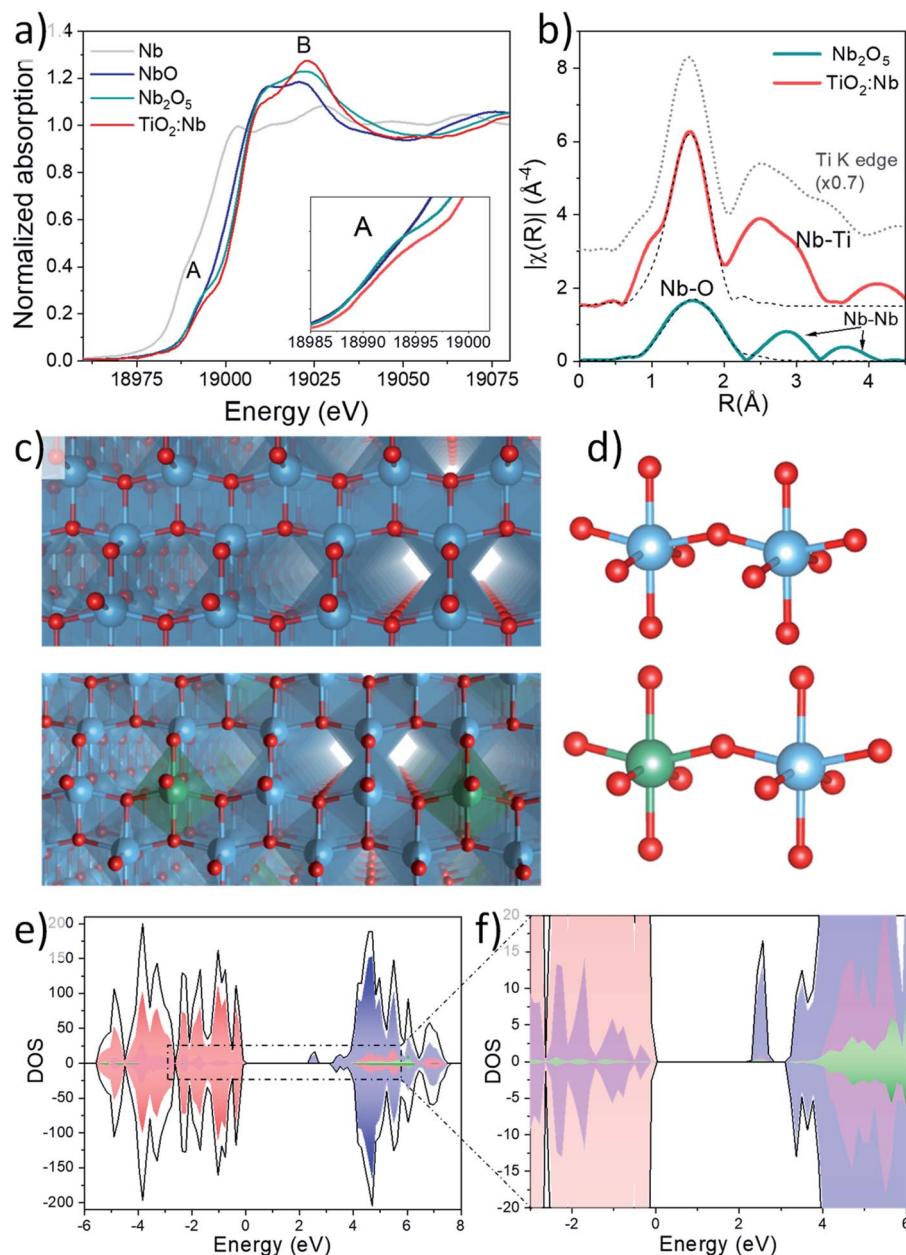 a)
Nb
NbO
Nb₂O₅
TiO₂:Nb
B
A
A
18985 18990 18995 19000
1.4
1.2
1.0
0.8
0.6
0.4
0.2
0.0
18975 19000 19025 19050 19075
Normalized absorption
Energy (eV)
b)
Nb₂O₅
TiO₂:Nb
Ti K edge
(x0.7)
Nb-Ti
Nb-O
Nb-Nb
8
6
4
2
0
0 1 2 3 4
|χ(R)| (Å⁻⁴)
R(Å)
c)
d)
e)
200
150
100
50
0
-50
-100
-150
-200
-6 -4 -2 0 2 4 6 8
DOS
Energy (eV)
f)
20
15
10
5
0
-5
-10
-15
-20
-2 0 2 4 6
DOS
Energy (eV)